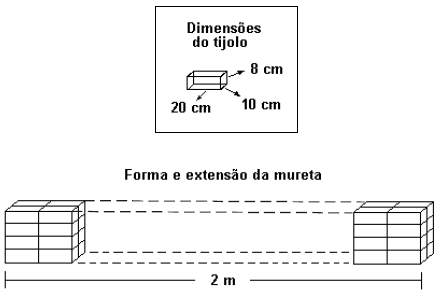 Dimensões
do tijolo
8 cm
20 cm
10 cm
Forma e extensão da mureta
2 m